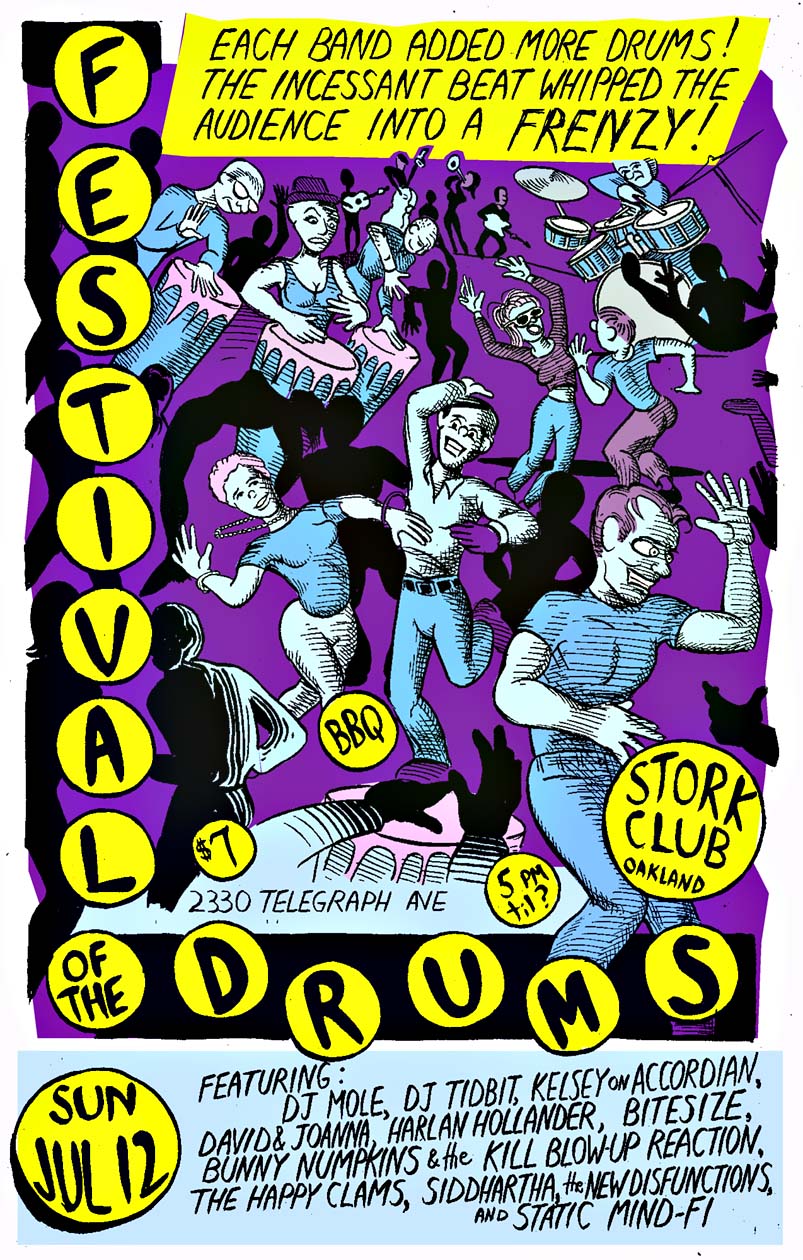 EACH BAND ADDED MORE DRUMS!
THE INCESSANT BEAT WHIPPED THE
AUDIENCE INTO A FRENZY!
FESTIVAL
OF THE
DRUMS
BBQ
$7
STORK
CLUB
OAKLAND
5 PM
til?
2330 TELEGRAPH AVE
SUN
JUL 12
FEATURING:
DJ MOLE, DJ TIDBIT, KELSEY on ACCORDIAN,
DAVID & JOANNA, HARLAN HOLLANDER, BITESIZE,
BUNNY NUMPKINS & the KILL BLOW-UP REACTION,
THE HAPPY CLAMS, SIDDHARTHA, the NEW DISFUNCTIONS,
AND STATIC MIND-FI